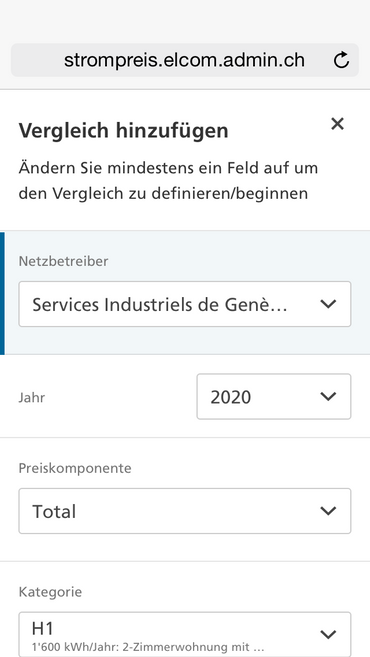 strompreis.elcom.admin.ch
Vergleich hinzufügen
Ändern Sie mindestens ein Feld auf um
den Vergleich zu definieren/beginnen
Netzbetreiber
Services Industriels de Genè...
Jahr
2020
Preiskomponente
Total
Kategorie
H1
1'600 kWh/Jahr: 2-Zimmerwohnung mit ...